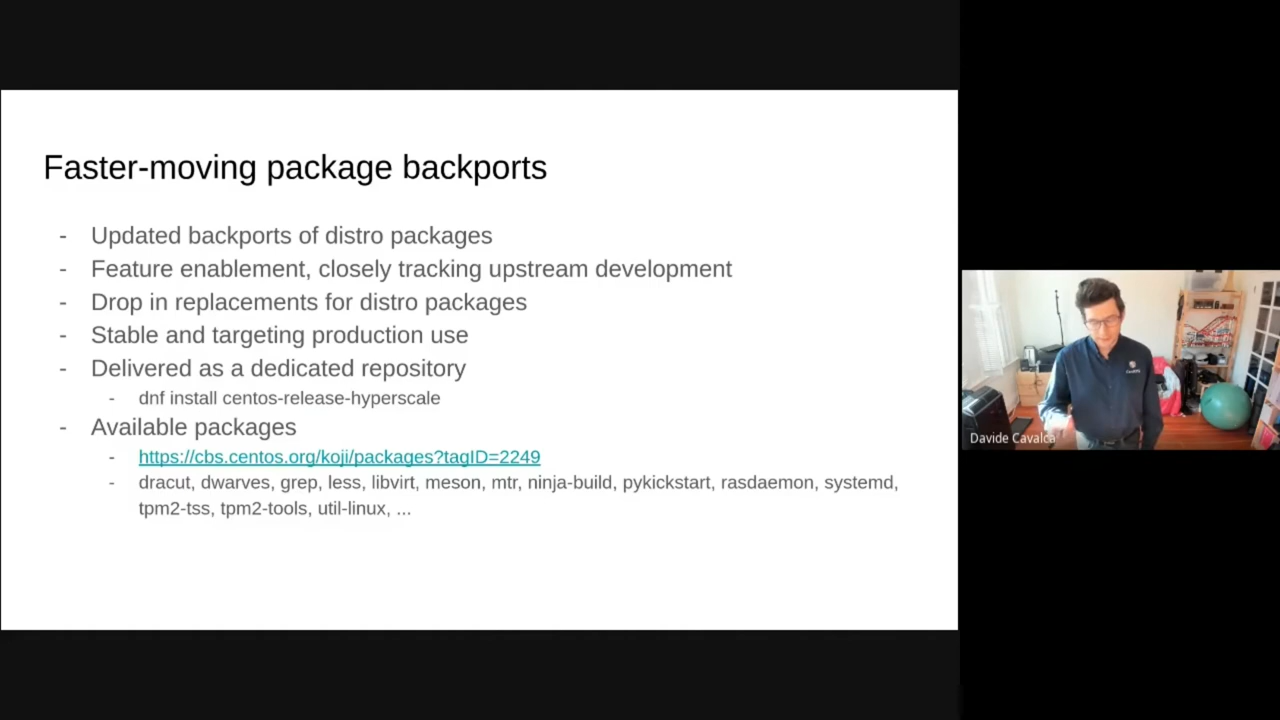 Faster-moving package backports
- Updated backports of distro packages
- Feature enablement, closely tracking upstream development
- Drop in replacements for distro packages
- Stable and targeting production use
- Delivered as a dedicated repository
- dnf install centos-release-hyperscale
- Available packages
- https://cbs.centos.org/koji/packages?tagID=2249
- dracut, dwarves, grep, less, libvirt, meson, mtr, ninja-build, pykickstart, rasdaemon, systemd,
tpm2-tss, tpm2-tools, util-linux, ...
Davide Cavalca